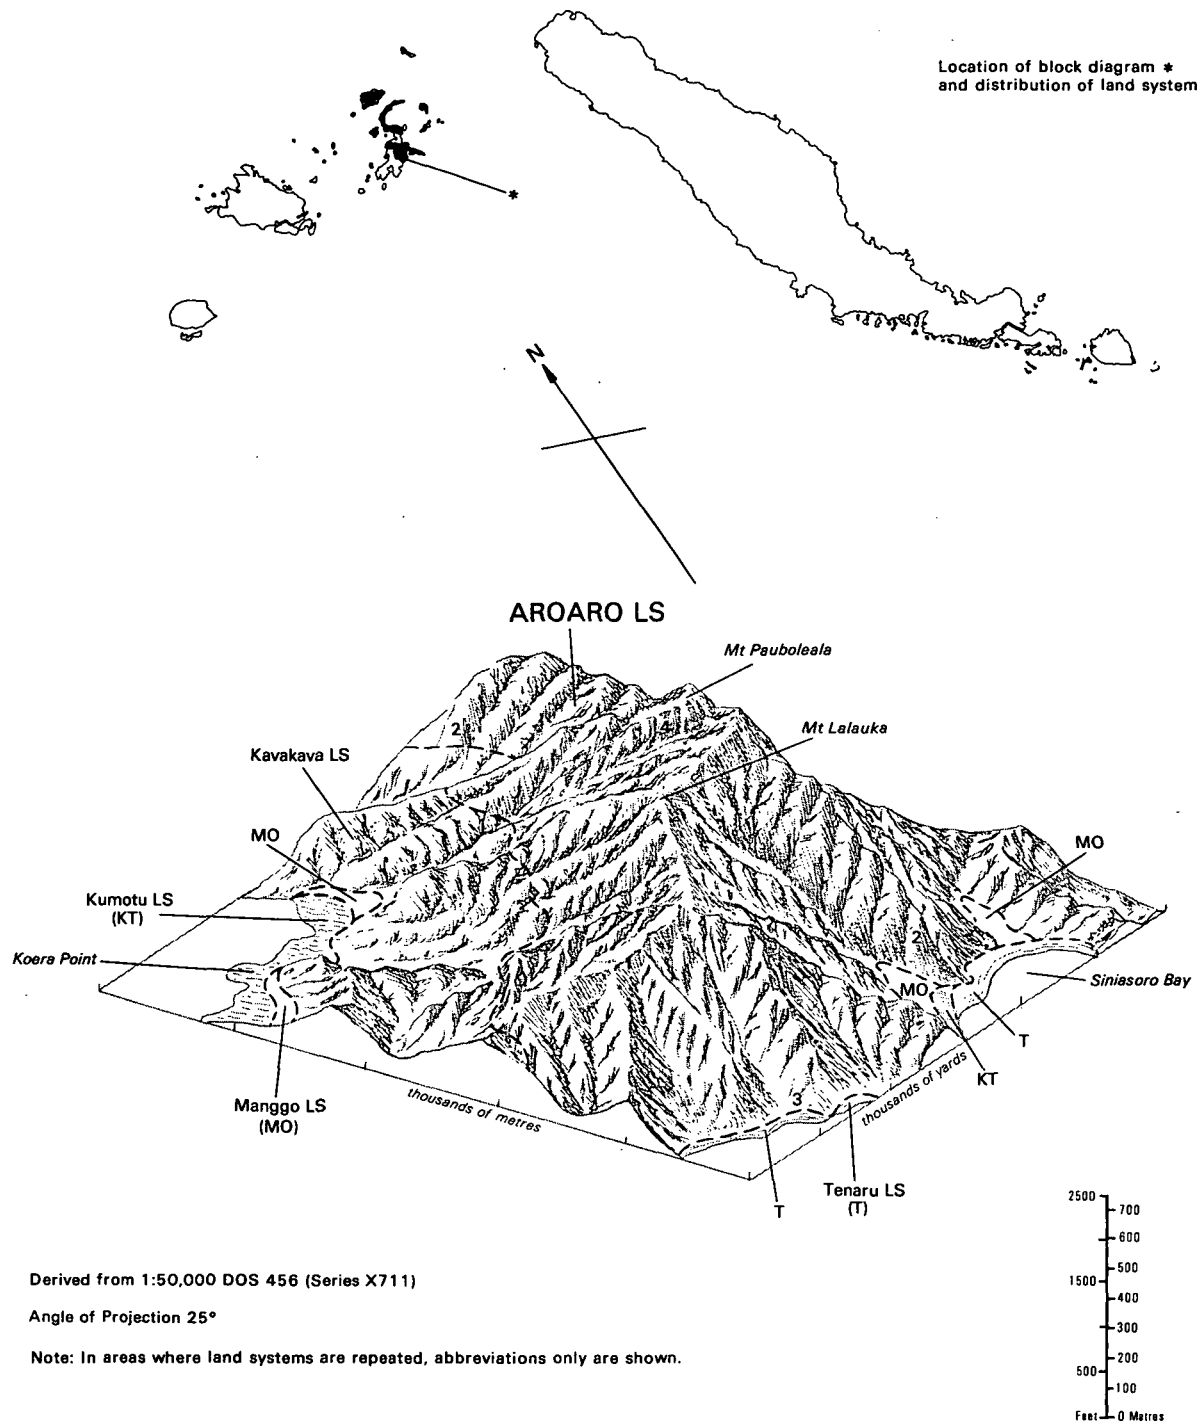 Location of block diagram *
and distribution of land system
*
N
AROARO LS
Mt Pauboleala
2
4
Mt Lalauka
Kavakava LS
MO
MO
Kumotu LS
(KT)
Koera Point
2
MO
Siniasoro Bay
T
KT
Manggo LS
(MO)
thousands of metres
thousands of yards
3
Tenaru LS
(T)
T
2500
700
600
500
1500
400
300
200
500
100
Feet
0 Metres
Derived from 1:50,000 DOS 456 (Series X711)
Angle of Projection 25°
Note: In areas where land systems are repeated, abbreviations only are shown.